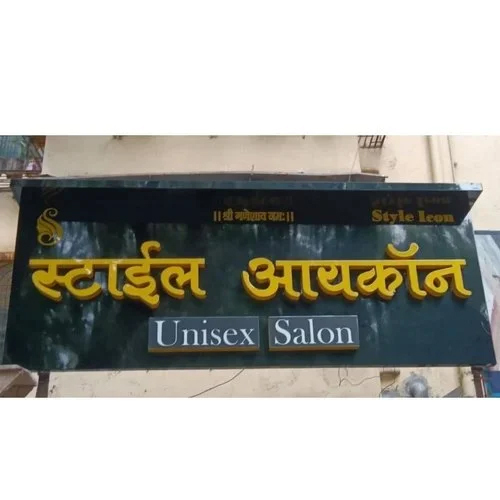 ॥ श्री गणेशाय नमः ॥
Style Icon
स्टाईल आयकॉन
Unisex Salon